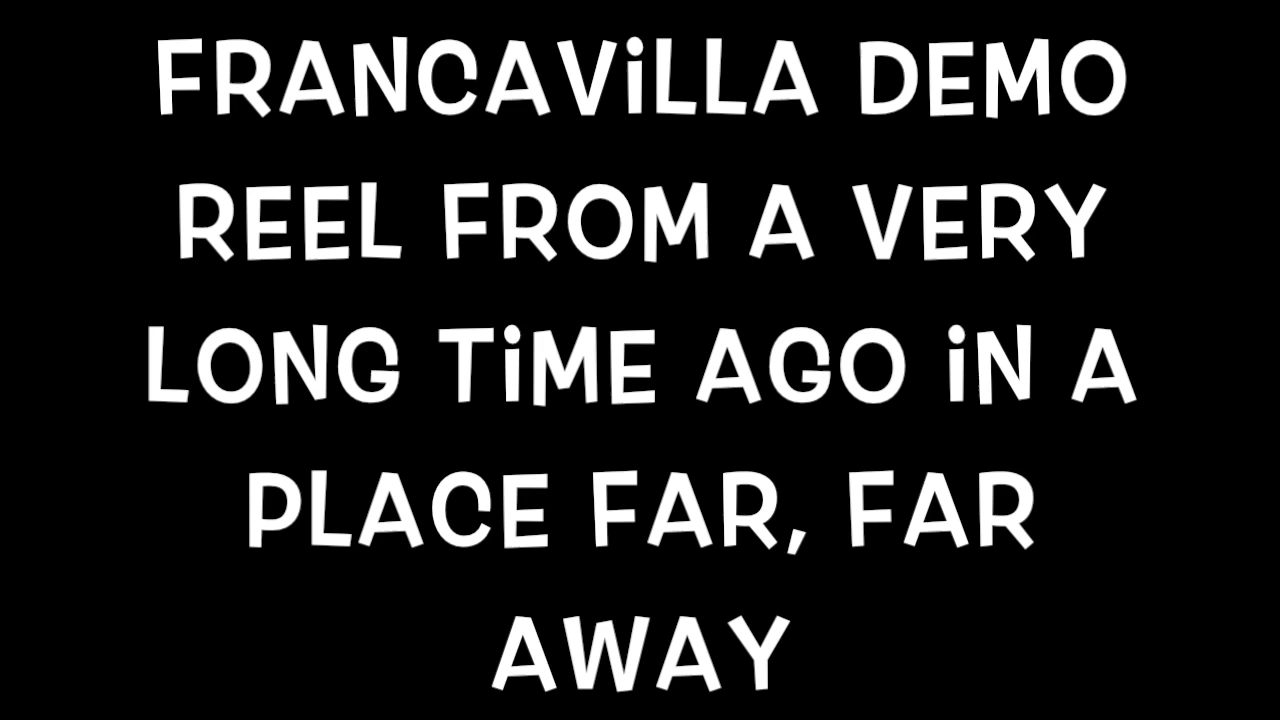 FRANCAViLLA DEMO
REEL FROM A VERY
LONG TiME AGO iN A
PLACE FAR, FAR
AWAY